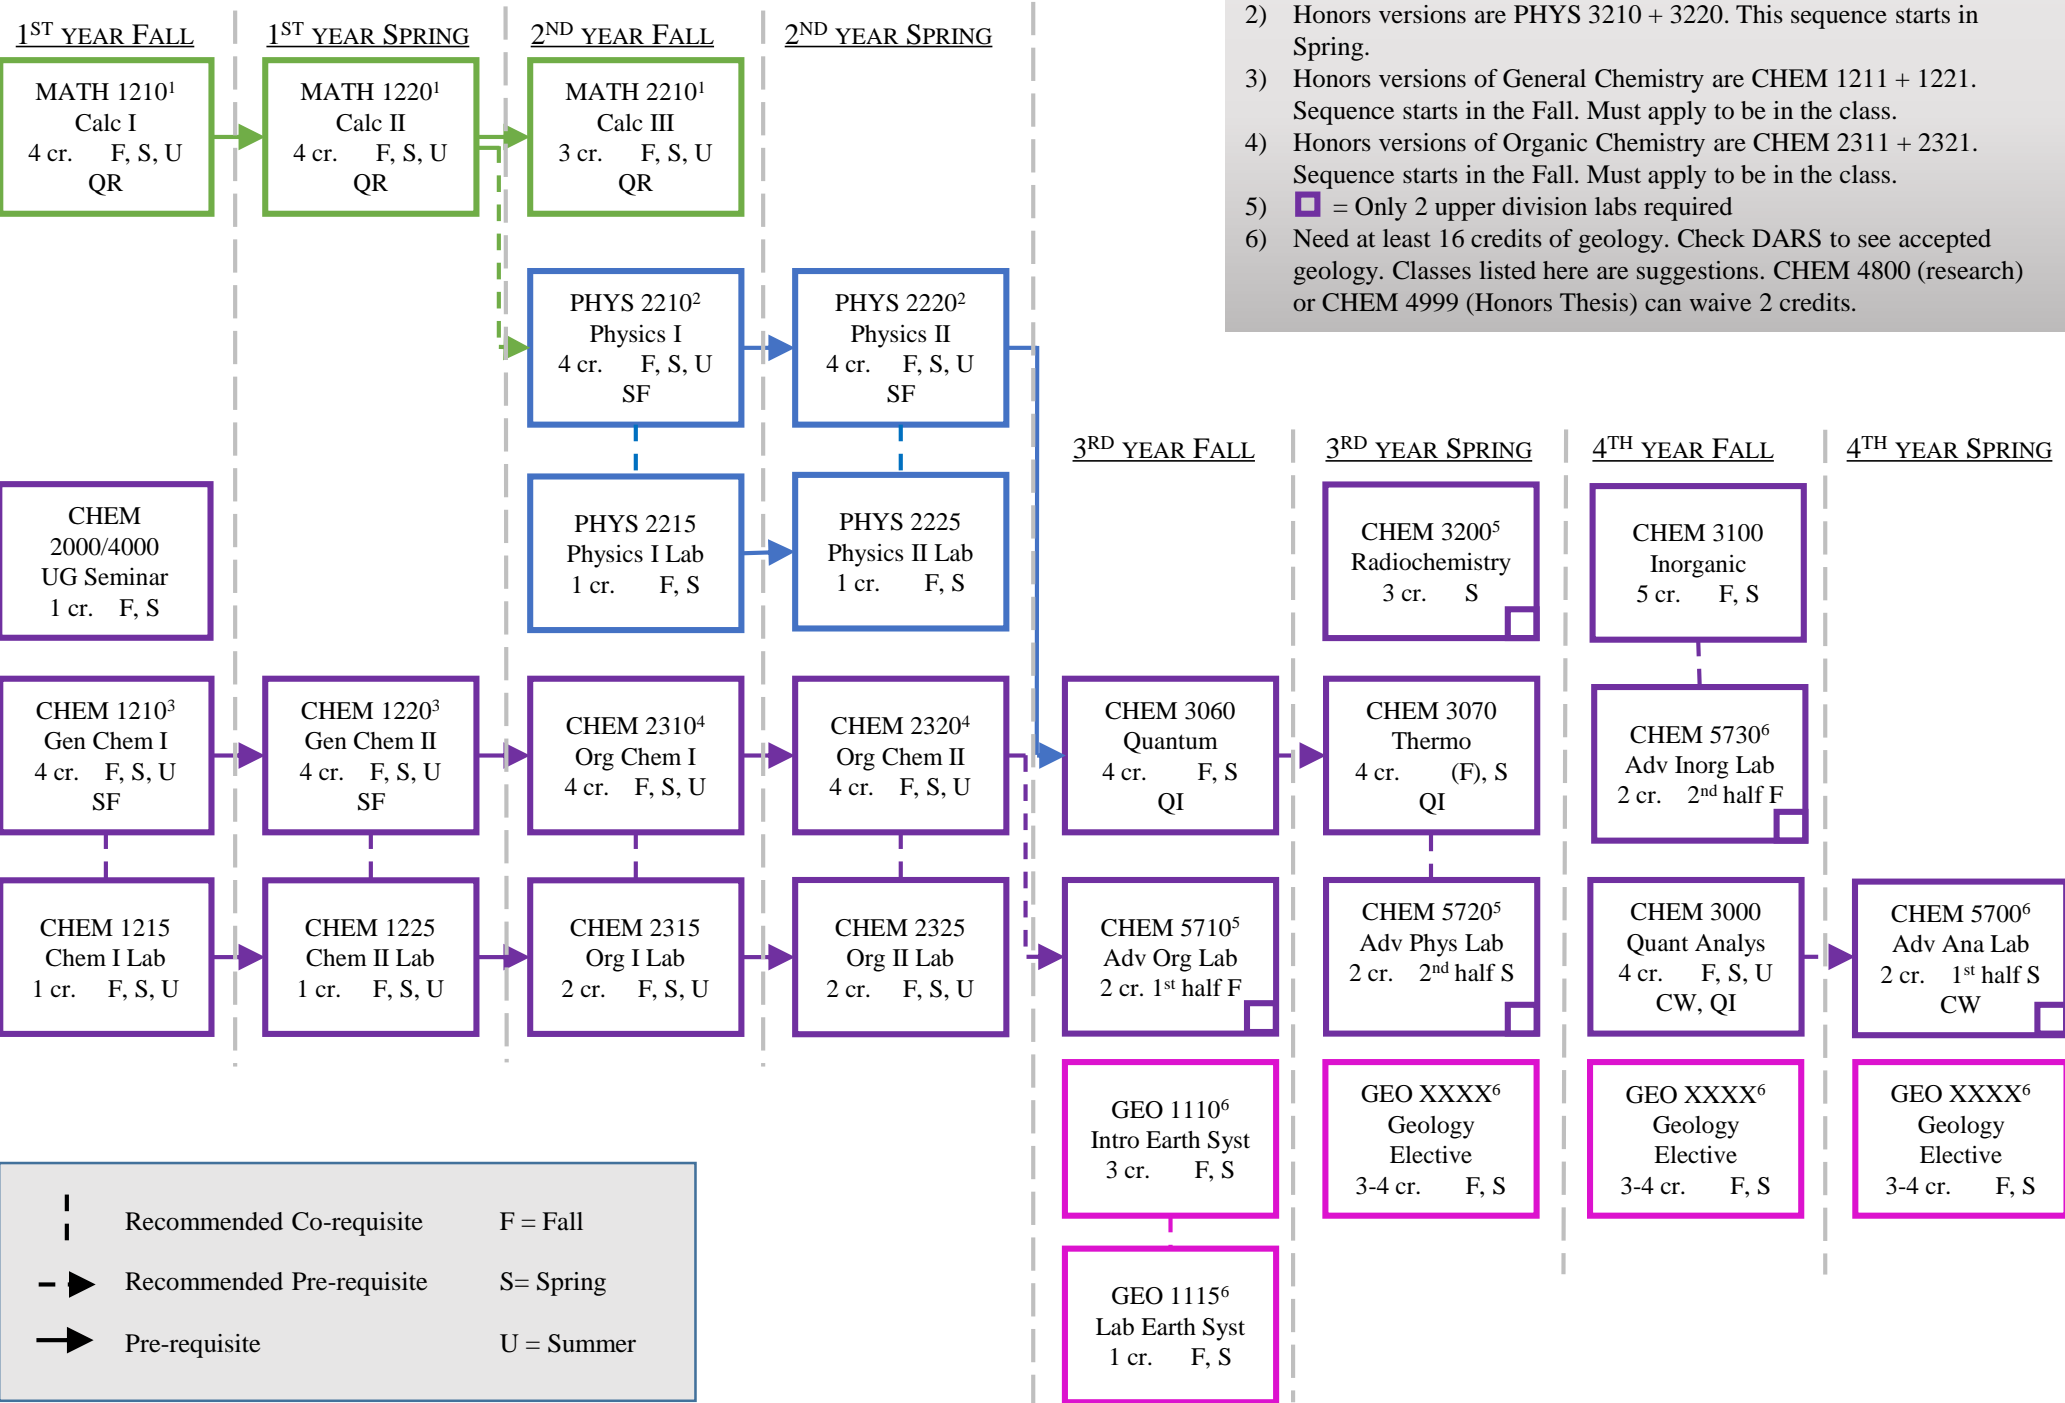 1ST YEAR FALL
1ST YEAR SPRING
2ND YEAR FALL
2ND YEAR SPRING
2) Honors versions are PHYS 3210 + 3220. This sequence starts in
Spring.
3) Honors versions of General Chemistry are CHEM 1211 + 1221.
Sequence starts in the Fall. Must apply to be in the class.
4) Honors versions of Organic Chemistry are CHEM 2311 + 2321.
Sequence starts in the Fall. Must apply to be in the class.
5) = Only 2 upper division labs required
6) Need at least 16 credits of geology. Check DARS to see accepted
geology. Classes listed here are suggestions. CHEM 4800 (research)
or CHEM 4999 (Honors Thesis) can waive 2 credits.
MATH 1210¹
Calc I
4 cr. F, S, U
QR
MATH 1220¹
Calc II
4 cr. F, S, U
QR
MATH 2210¹
Calc III
3 cr. F, S, U
QR
PHYS 2210²
Physics I
4 cr. F, S, U
SF
PHYS 2220²
Physics II
4 cr. F, S, U
SF
3RD YEAR FALL
3RD YEAR SPRING
4TH YEAR FALL
4TH YEAR SPRING
CHEM
2000/4000
UG Seminar
1 cr. F, S
PHYS 2215
Physics I Lab
1 cr. F, S
PHYS 2225
Physics II Lab
1 cr. F, S
CHEM 3200⁵
Radiochemistry
3 cr. S
CHEM 3100
Inorganic
5 cr. F, S
CHEM 1210³
Gen Chem I
4 cr. F, S, U
SF
CHEM 1220³
Gen Chem II
4 cr. F, S, U
SF
CHEM 2310⁴
Org Chem I
4 cr. F, S, U
CHEM 2320⁴
Org Chem II
4 cr. F, S, U
CHEM 3060
Quantum
4 cr. F, S
QI
CHEM 3070
Thermo
4 cr. (F), S
QI
CHEM 5730⁶
Adv Inorg Lab
2 cr. 2nd half F
CHEM 1215
Chem I Lab
1 cr. F, S, U
CHEM 1225
Chem II Lab
1 cr. F, S, U
CHEM 2315
Org I Lab
2 cr. F, S, U
CHEM 2325
Org II Lab
2 cr. F, S, U
CHEM 5710⁵
Adv Org Lab
2 cr. 1st half F
CHEM 5720⁵
Adv Phys Lab
2 cr. 2nd half S
CHEM 3000
Quant Analys
4 cr. F, S, U
CW, QI
CHEM 5700⁶
Adv Ana Lab
2 cr. 1st half S
CW
GEO 1110⁶
Intro Earth Syst
3 cr. F, S
GEO XXXX⁶
Geology
Elective
3-4 cr. F, S
GEO XXXX⁶
Geology
Elective
3-4 cr. F, S
GEO XXXX⁶
Geology
Elective
3-4 cr. F, S
GEO 1115⁶
Lab Earth Syst
1 cr. F, S
Recommended Co-requisite F = Fall
Recommended Pre-requisite S= Spring
Pre-requisite U = Summer